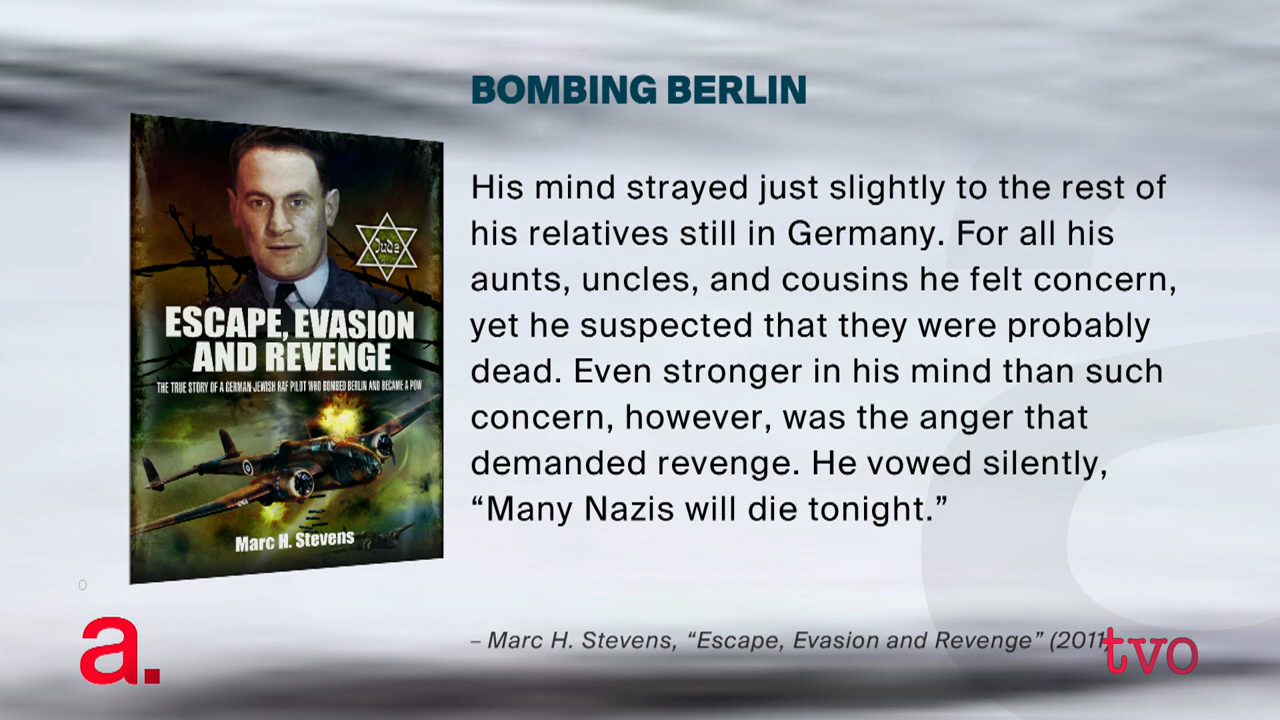 BOMBING BERLIN
Jude
ESCAPE, EVASION
AND REVENGE
THE TRUE STORY OF A GERMAN-JEWISH RAF PILOT WHO BOMBED BERLIN AND BECAME A POW
Marc H. Stevens
His mind strayed just slightly to the rest of
his relatives still in Germany. For all his
aunts, uncles, and cousins he felt concern,
yet he suspected that they were probably
dead. Even stronger in his mind than such
concern, however, was the anger that
demanded revenge. He vowed silently,
“Many Nazis will die tonight.”
– Marc H. Stevens, “Escape, Evasion and Revenge” (2011)
a.
tvo